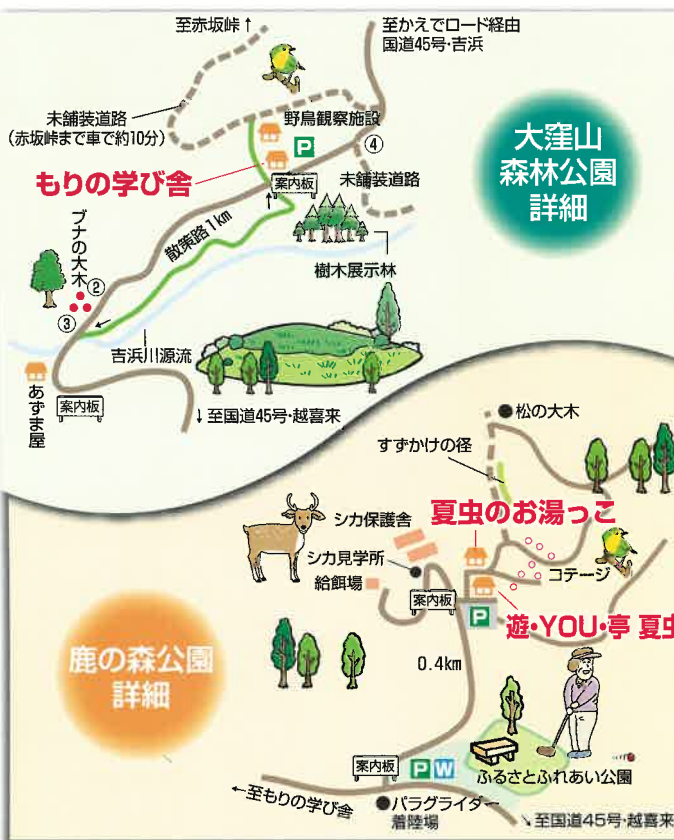 至赤坂峠↑
至かえでロード経由
国道45号・吉浜
未舗装道路
(赤坂峠まで車で約10分)
野鳥観察施設
P
④
もりの学び舎
案内板
未舗装道路
大窪山
森林公園
詳細
散策路1km
ブナの大木
②
③
樹木展示林
吉浜川源流
あずま屋
案内板
↓至国道45号・越喜来
松の大木
すずかけの径
夏虫のお湯っこ
シカ保護舎
シカ見学所
給餌場
コテージ
案内板
P
遊・YOU・亭 夏虫
鹿の森公園
詳細
0.4km
案内板
P W
ふるさとふれあい公園
←至もりの学び舎
パラグライダー
着陸場
↘至国道45号・越喜来